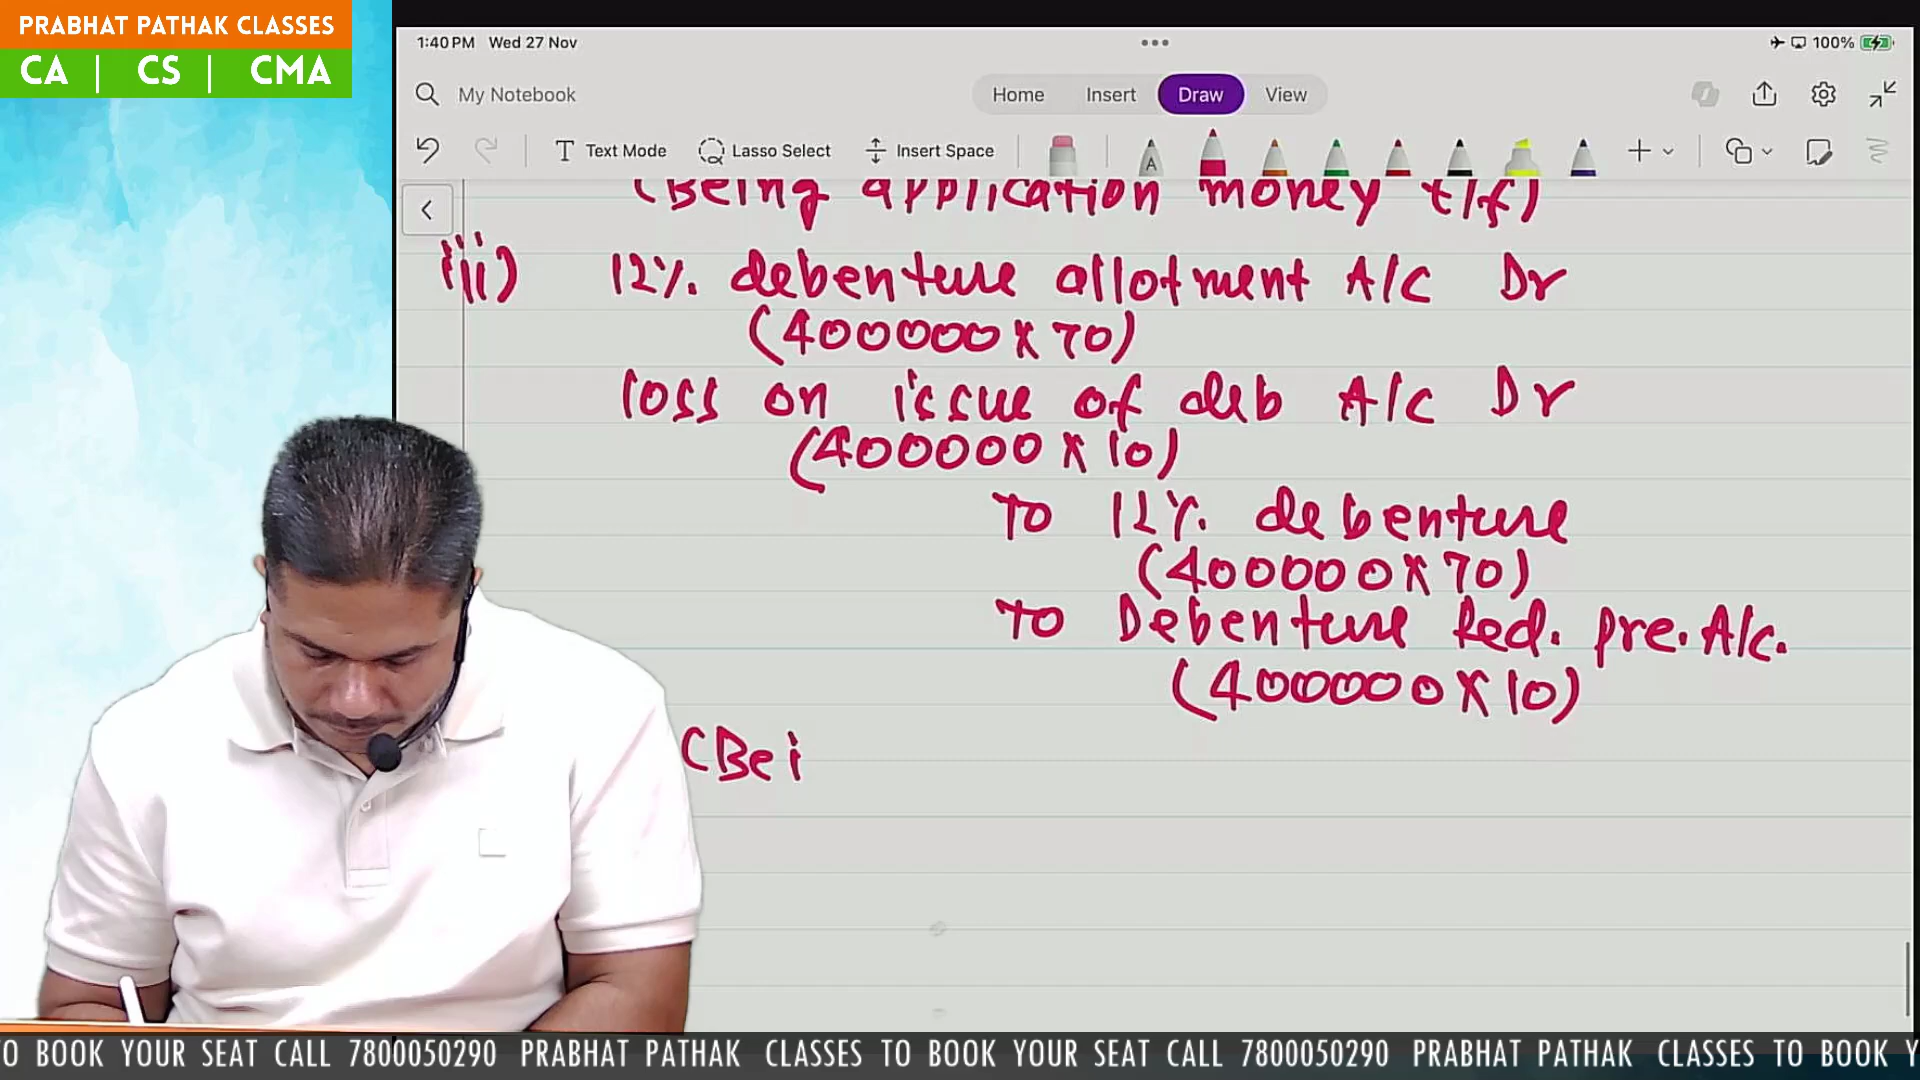 PRABHAT PATHAK CLASSES
CA | CS | CMA
1:40 PM Wed 27 Nov
100%
My Notebook
Home Insert Draw View
Text Mode Lasso Select Insert Space
(Being application money t/f)
iii) 12% debenture allotment A/c Dr
(400000 x 70)
loss on issue of deb A/c Dr
(400000 x 10)
To 12% debenture
(400000 x 70)
To Debenture Red. pre. A/c.
(400000 x 10)
(Bei
O BOOK YOUR SEAT CALL 7800050290 PRABHAT PATHAK CLASSES TO BOOK YOUR SEAT CALL 7800050290 PRABHAT PATHAK CLASSES TO BOOK Y